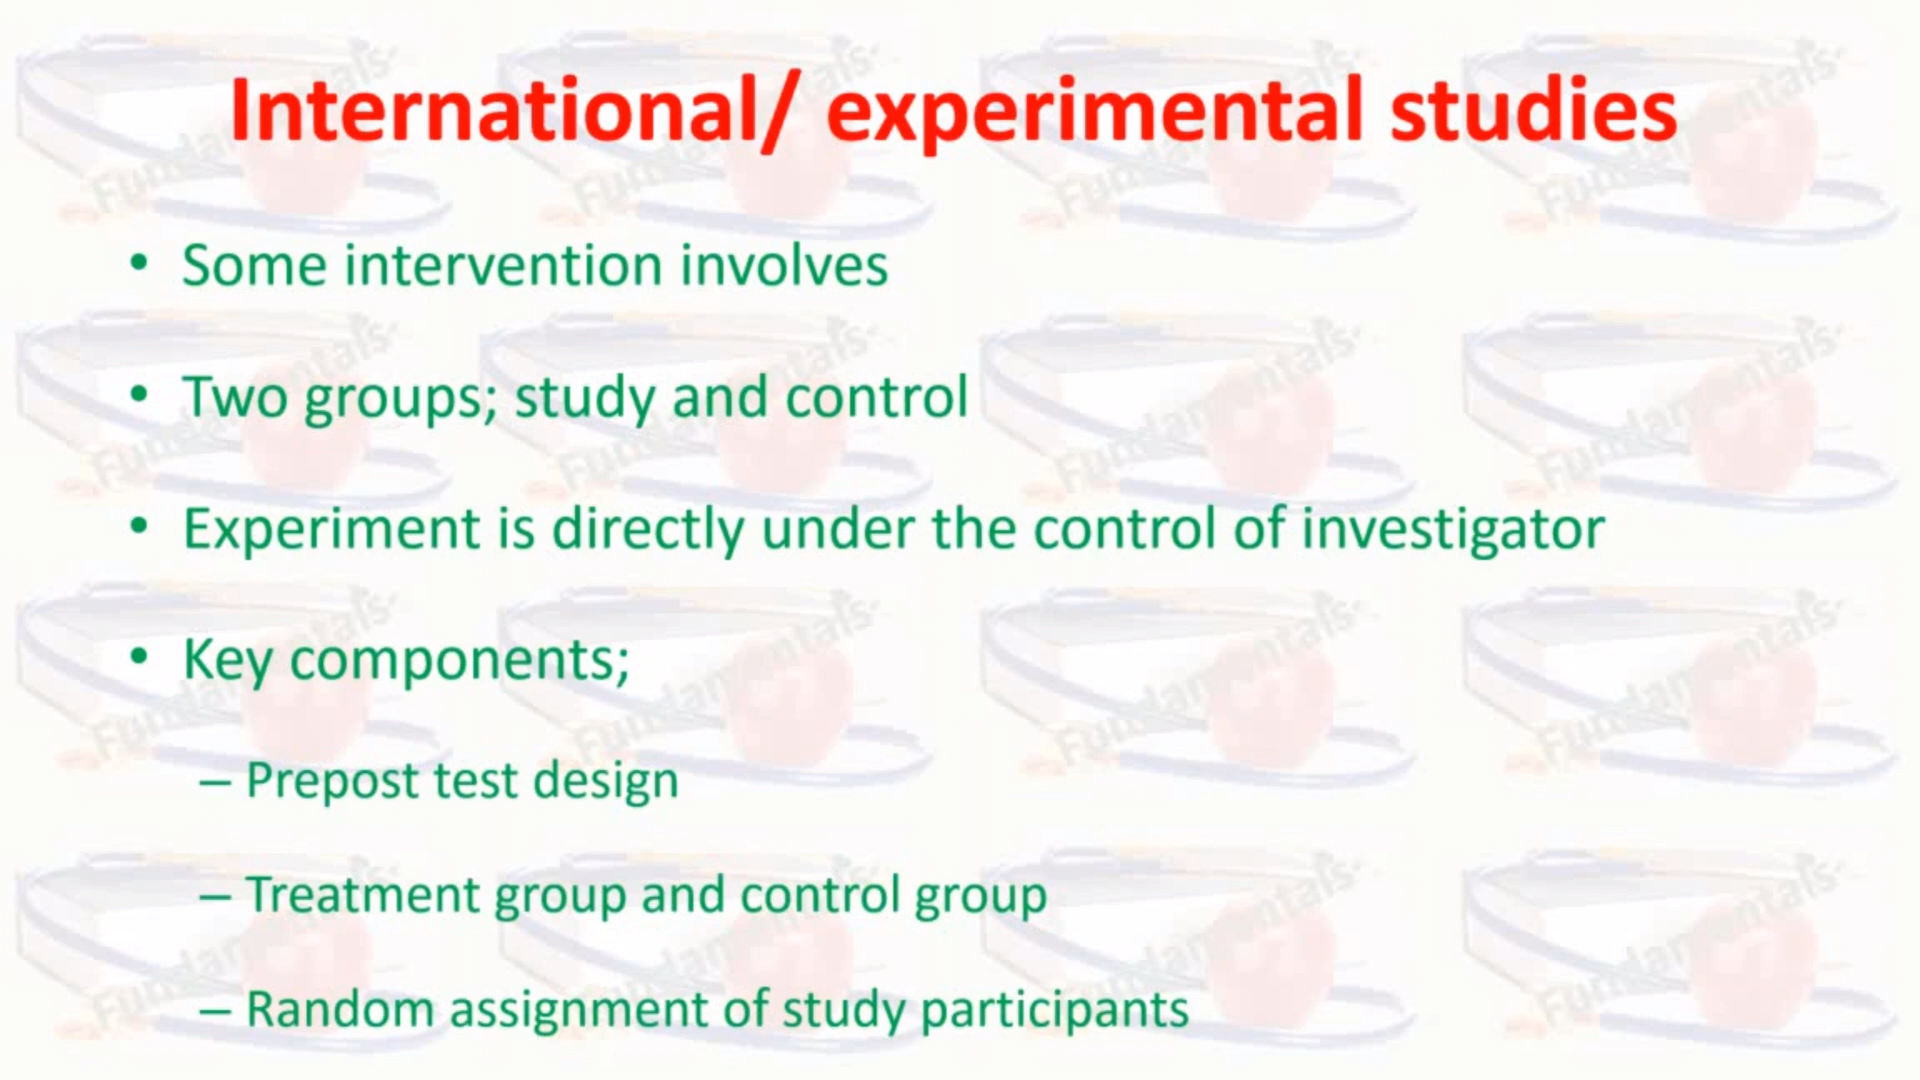 International/ experimental studies
• Some intervention involves
• Two groups; study and control
• Experiment is directly under the control of investigator
• Key components;
– Prepost test design
– Treatment group and control group
– Random assignment of study participants